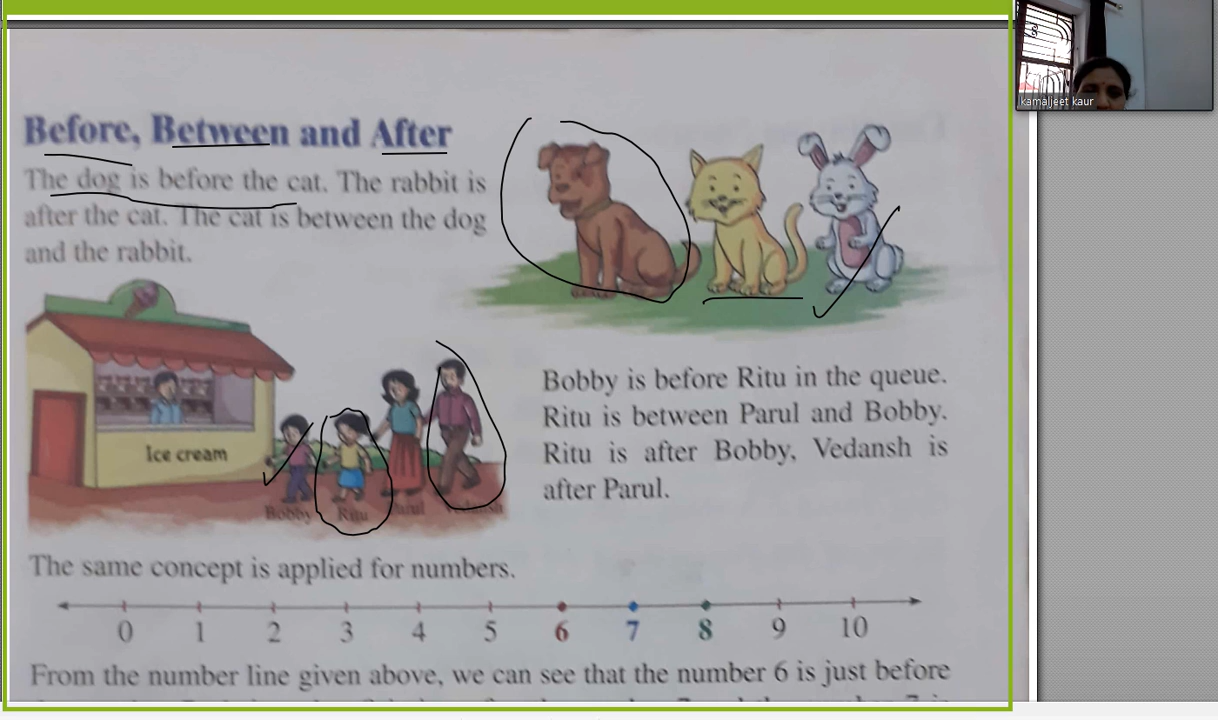 kamaljeet kaur
Before, Between and After
The dog is before the cat. The rabbit is
after the cat. The cat is between the dog
and the rabbit.
Ice cream
Bobby Ritu Parul Vedansh
Bobby is before Ritu in the queue.
Ritu is between Parul and Bobby.
Ritu is after Bobby, Vedansh is
after Parul.
The same concept is applied for numbers.
0 1 2 3 4 5 6 7 8 9 10
From the number line given above, we can see that the number 6 is just before